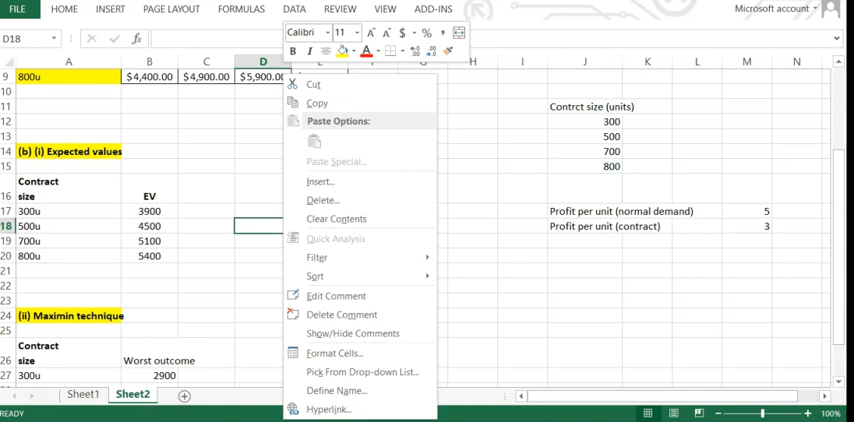 FILE HOME INSERT PAGE LAYOUT FORMULAS DATA REVIEW VIEW ADD-INS Microsoft account
D18 fx
Calibri 11 A A $ % ,
B I A .00 .00
A B C D G H I J K L M N
9 800u $4,400.00 $4,900.00 $5,900.00
10
11 Contrct size (units)
12 300
13 500
14 (b) (i) Expected values 700
15 800
Contract
16 size EV
17 300u 3900 Profit per unit (normal demand) 5
18 500u 4500 Profit per unit (contract) 3
19 700u 5100
20 800u 5400
21
22
23
24 (ii) Maximin technique
25
Contract
26 size Worst outcome
27 300u 2900
Cut
Copy
Paste Options:
Paste Special...
Insert...
Delete...
Clear Contents
Quick Analysis
Filter
Sort
Edit Comment
Delete Comment
Show/Hide Comments
Format Cells...
Pick From Drop-down List...
Define Name...
Hyperlink...
Sheet1 Sheet2
READY 100%